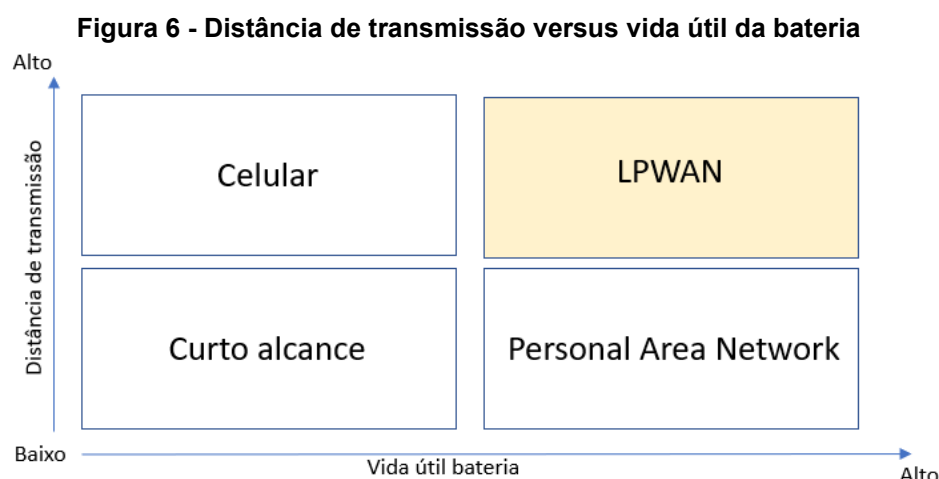 Figura 6 - Distância de transmissão versus vida útil da bateria
Alto
Distância de transmissão
Celular
LPWAN
Curto alcance
Personal Area Network
Baixo
Vida útil bateria
Alto